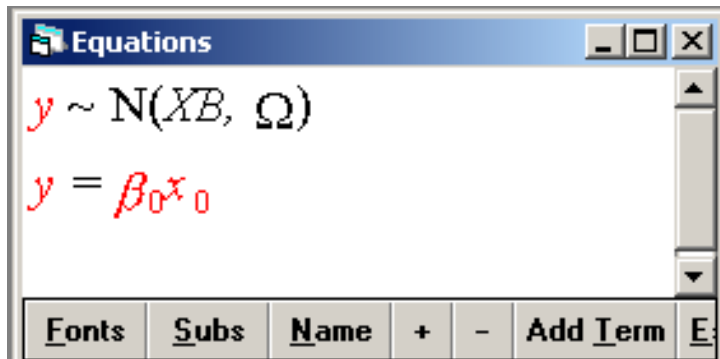 Equations
y ~ N(XB, Ω)
y = β₀x₀
Fonts Subs Name + - Add Term